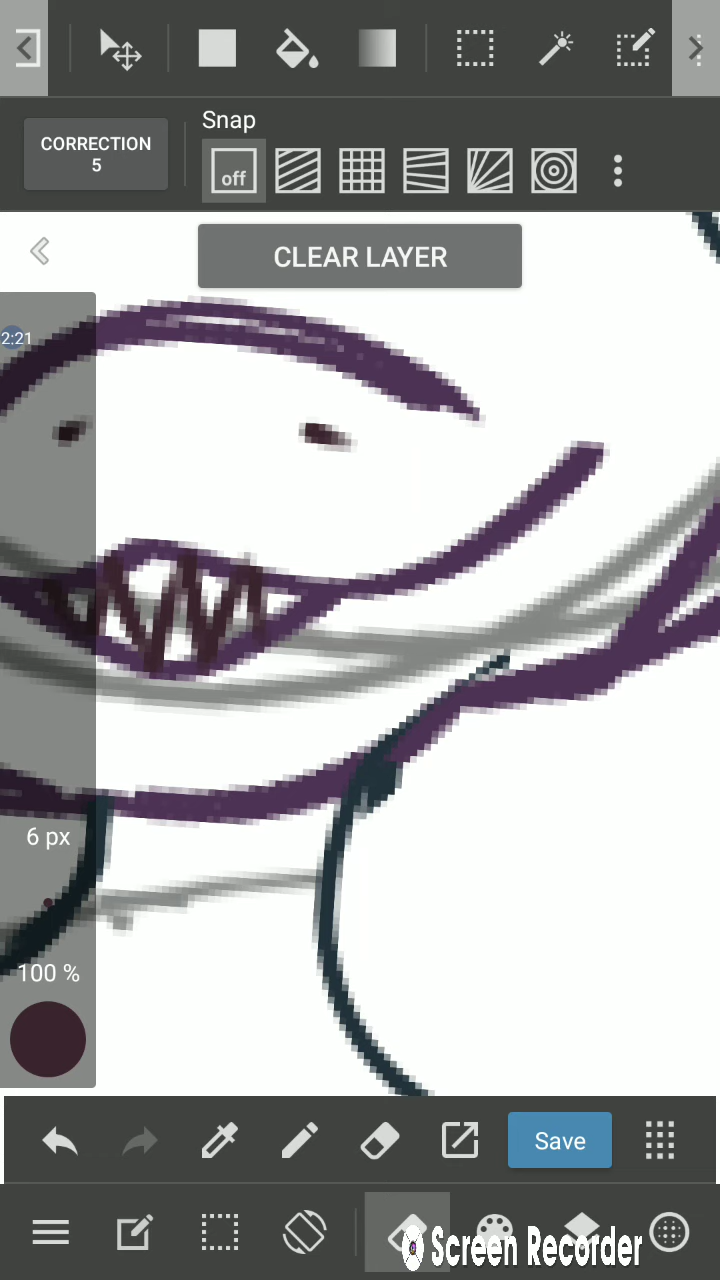 Snap
CORRECTION
5
off
CLEAR LAYER
2:21
6 px
100 %
Save
Screen Recorder